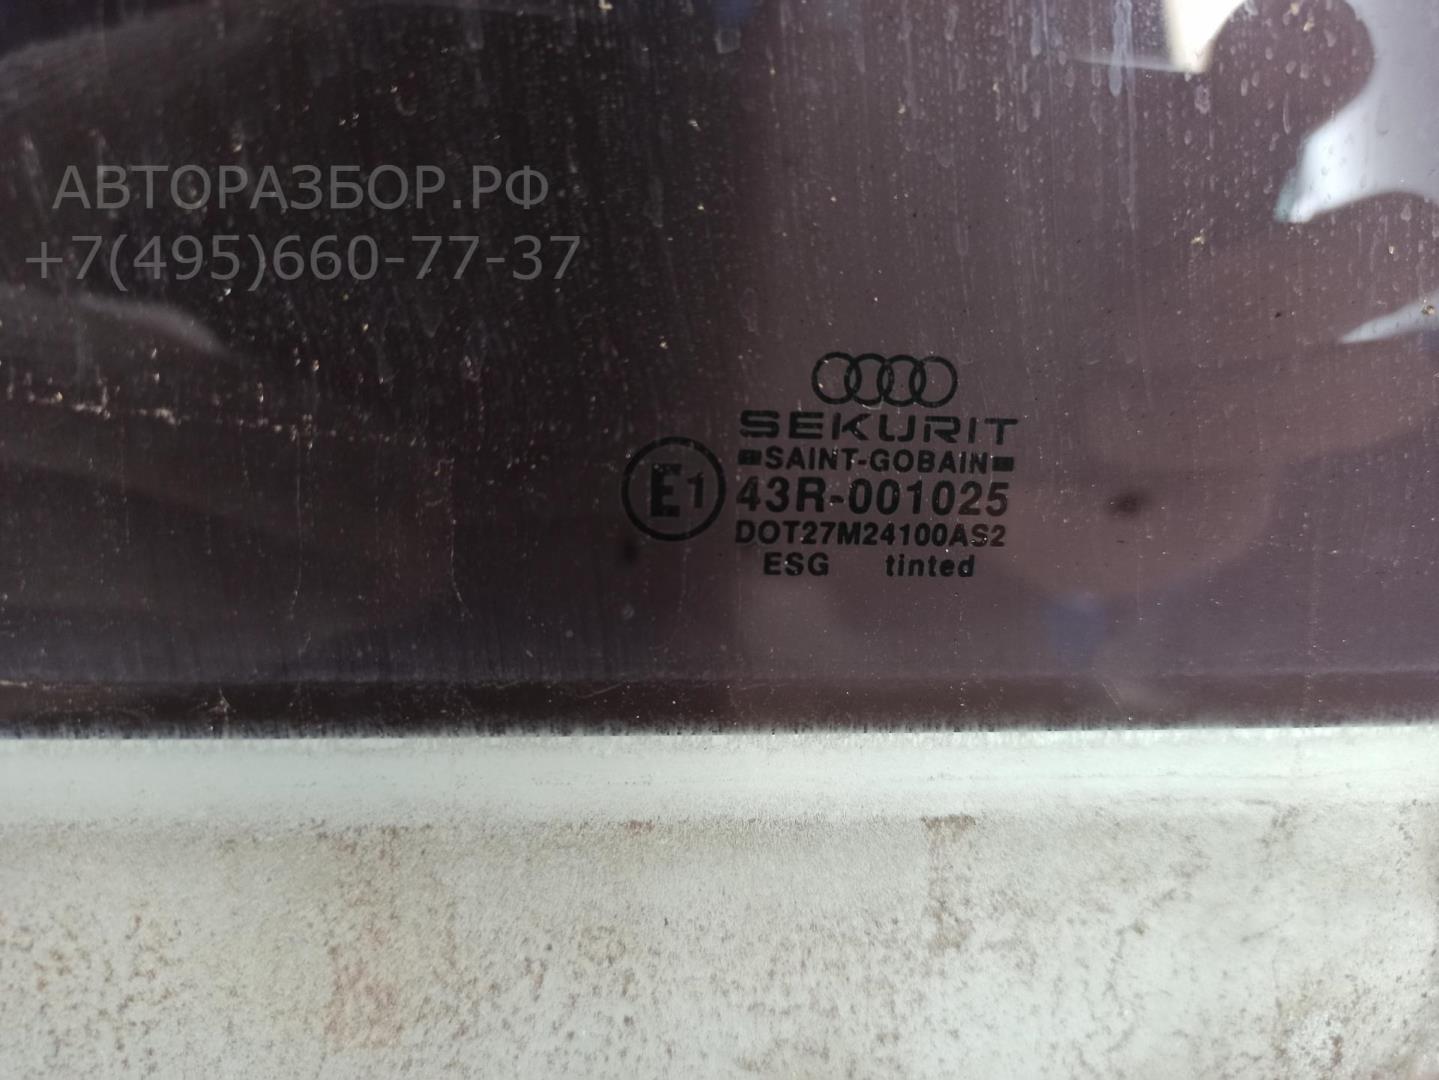 АВТОРАЗБОР.РФ
+7(495)660-77-37
SEKURIT
SAINT-GOBAIN
E1 43R-001025
DOT27M24100AS2
ESG tinted